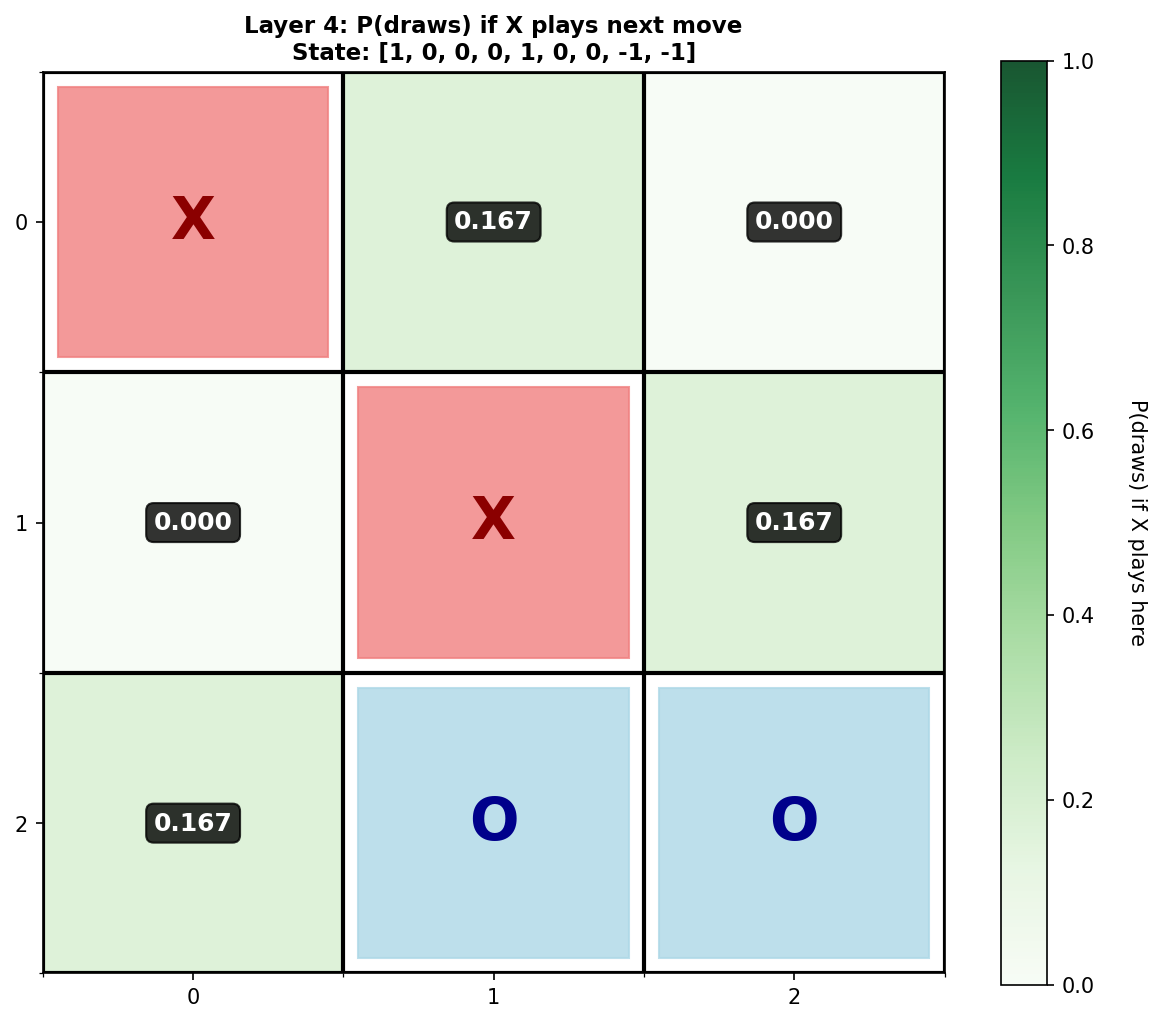 Layer 4: P(draws) if X plays next move
State: [1, 0, 0, 0, 1, 0, 0, -1, -1]
0
X
0.167
0.000
1
0.000
X
0.167
2
0.167
O
O
0
1
2
1.0
0.8
0.6
0.4
0.2
0.0
P(draws) if X plays here